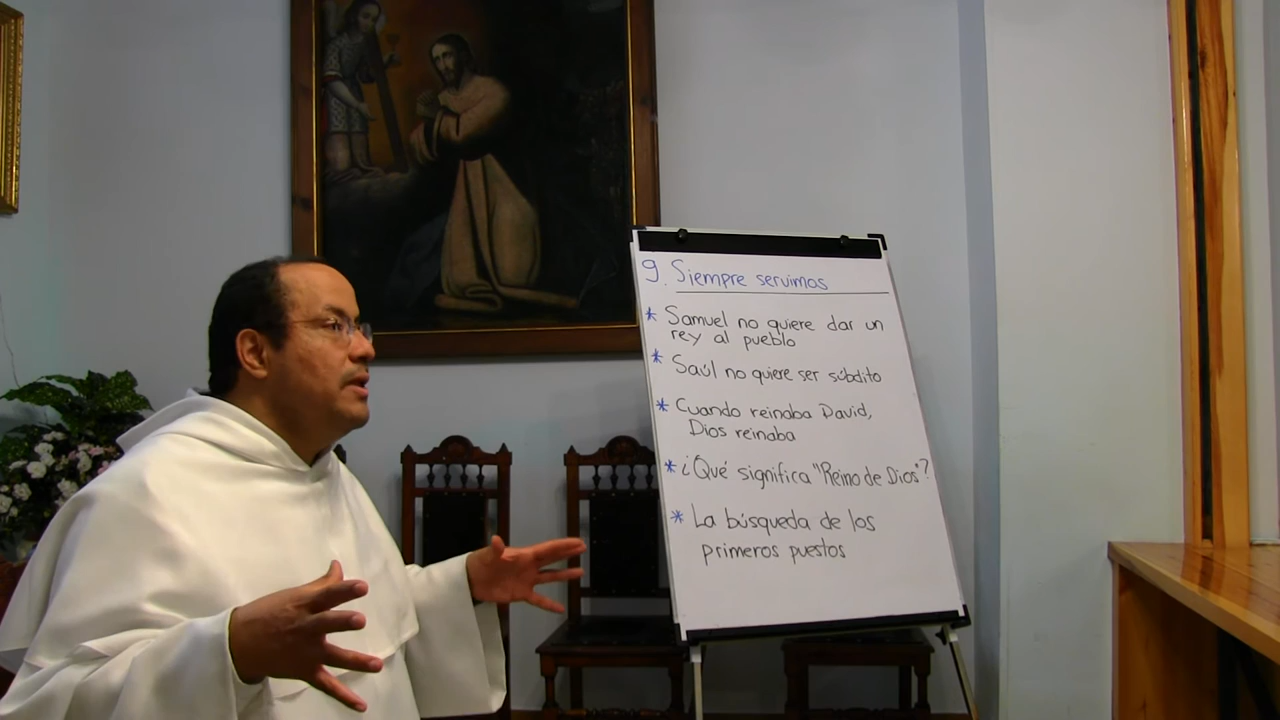 9. Siempre servimos
* Samuel no quiere dar un
rey al pueblo
* Saúl no quiere ser súbdito
* Cuando reinaba David,
Dios reinaba
* ¿Qué significa "Reino de Dios"?
* La búsqueda de los
primeros puestos